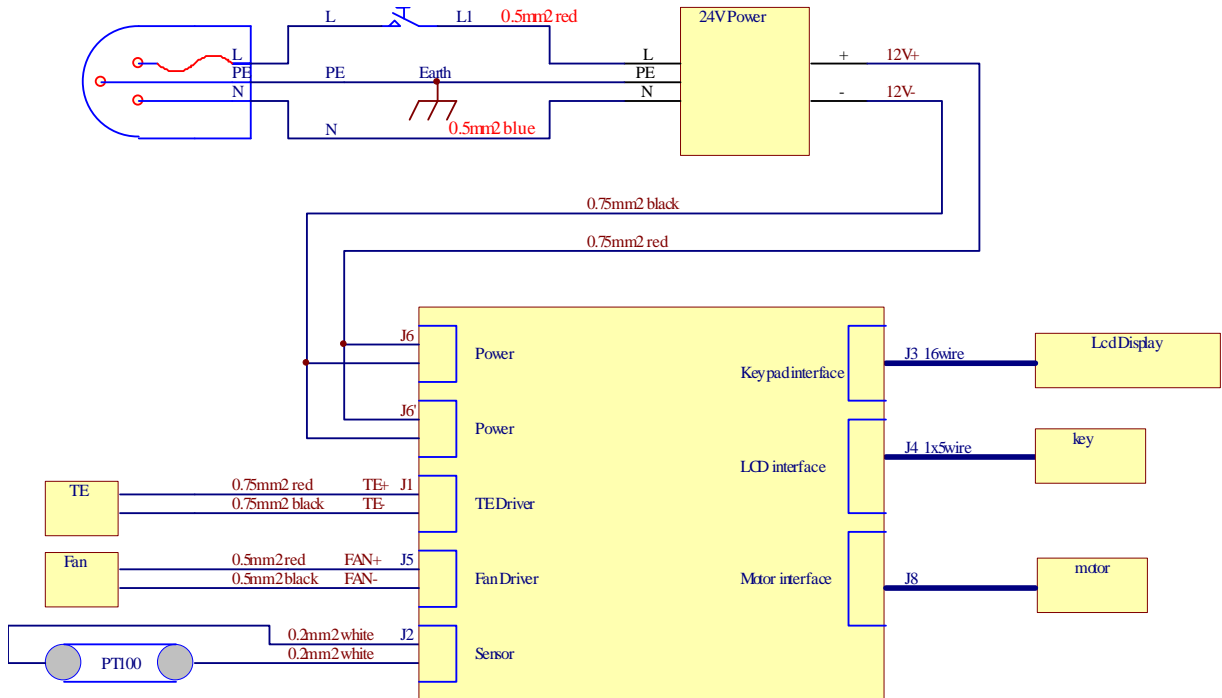 L L1 0.5mm2 red 24V Power
L L + 12V+
PE PE Earth PE
N N - 12V-
N 0.5mm2 blue
0.75mm2 black
0.75mm2 red
J6 Power
J3 16wire Lcd Display
Keypad interface
J6' Power
J4 1x5wire key
LCD interface
TE 0.75mm2 red TE+ J1
0.75mm2 black TE- TE Driver
Fan 0.5mm2 red FAN+ J5
0.5mm2 black FAN- Fan Driver
Motor interface J8 motor
0.2mm2 white J2
PT100 0.2mm2 white Sensor